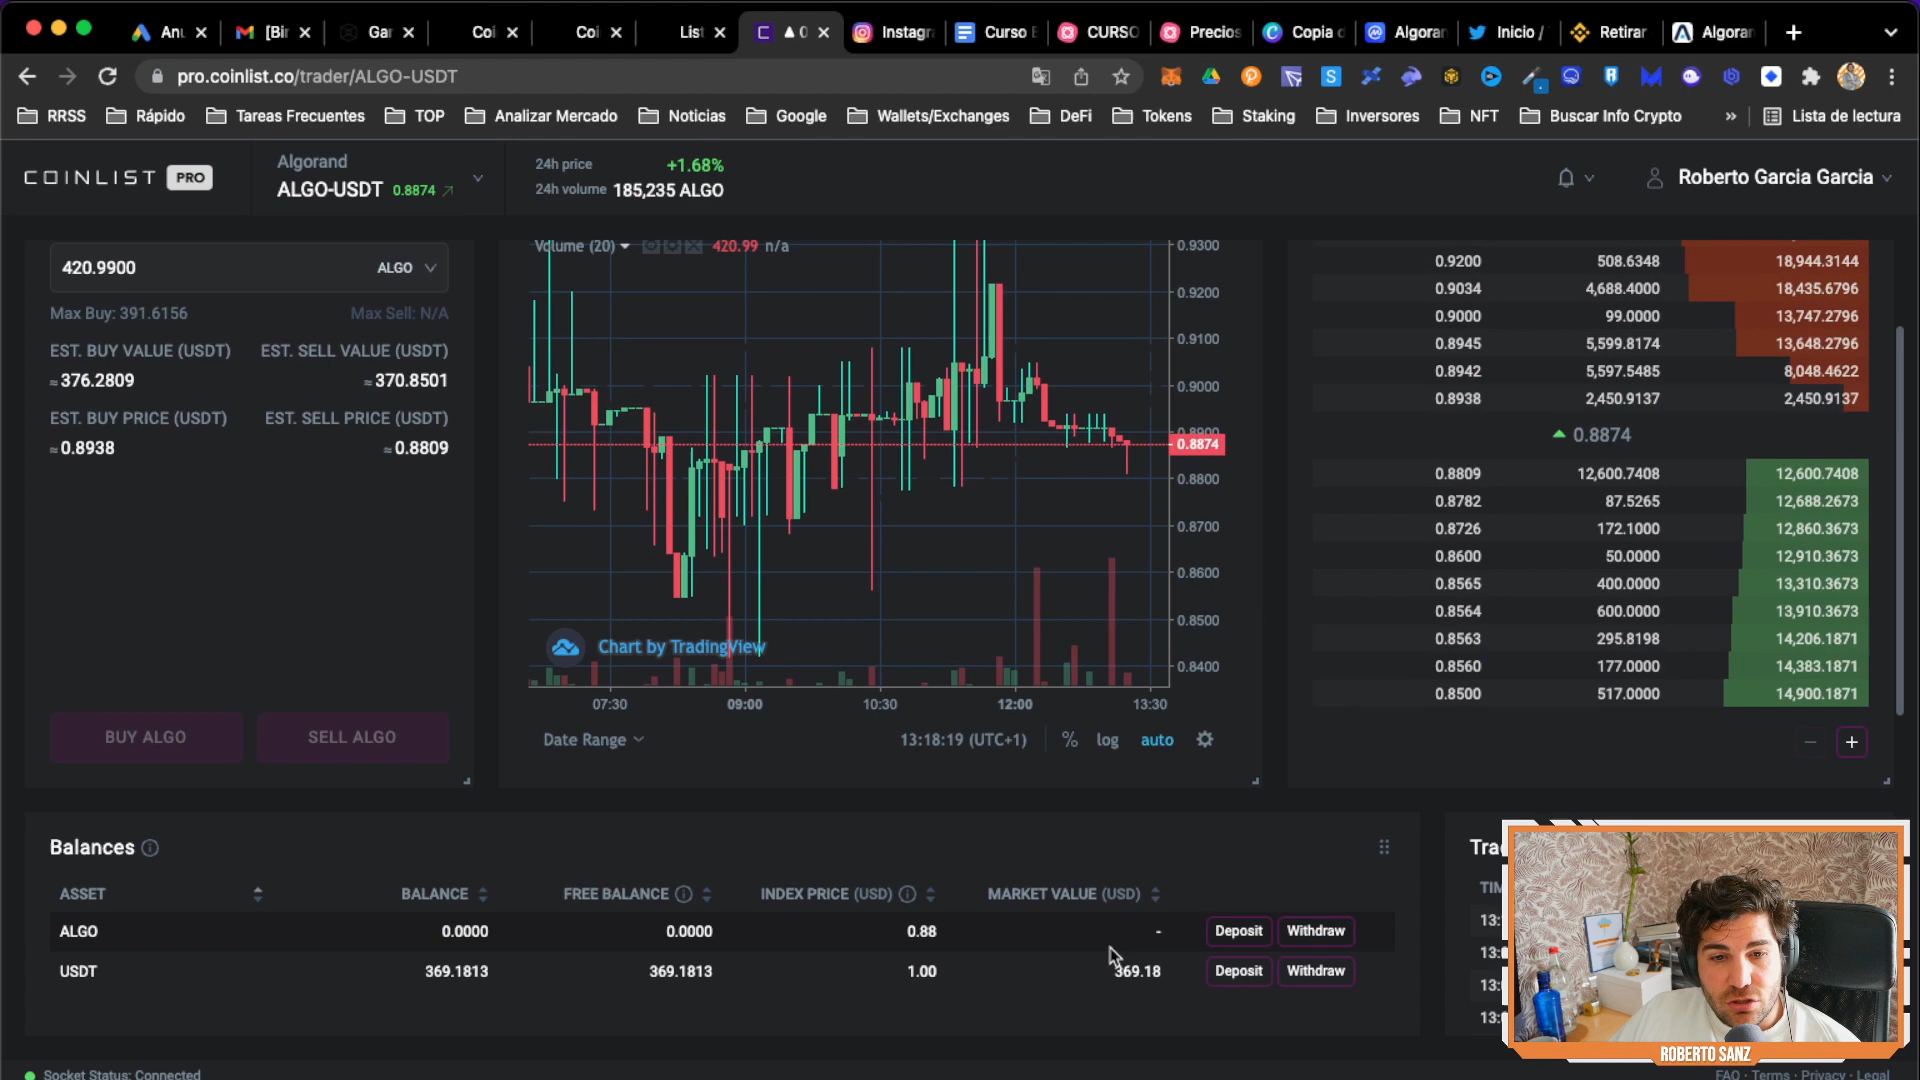 Anu
[Bir
Gar
Coi
Coi
List
Instagra
Curso E
CURSO
Precios
Copia d
Algorar
Inicio /
Retirar
Algorar
pro.coinlist.co/trader/ALGO-USDT
RRSS
Rápido
Tareas Frecuentes
TOP
Analizar Mercado
Noticias
Google
Wallets/Exchanges
DeFi
Tokens
Staking
Inversores
NFT
Buscar Info Crypto
»
Lista de lectura
COINLIST PRO
Algorand
ALGO-USDT 0.8874
24h price +1.68%
24h volume 185,235 ALGO
Roberto Garcia Garcia
420.9900 ALGO
Max Buy: 391.6156 Max Sell: N/A
EST. BUY VALUE (USDT) EST. SELL VALUE (USDT)
≈376.2809 ≈370.8501
EST. BUY PRICE (USDT) EST. SELL PRICE (USDT)
≈0.8938 ≈0.8809
BUY ALGO SELL ALGO
Volume (20) 420.99 n/a
0.9300
0.9200
0.9100
0.9000
0.8900
0.8874
0.8800
0.8700
0.8600
0.8500
0.8400
Chart by TradingView
07:30 09:00 10:30 12:00 13:30
Date Range 13:18:19 (UTC+1) % log auto
0.9200 508.6348 18,944.3144
0.9034 4,688.4000 18,435.6796
0.9000 99.0000 13,747.2796
0.8945 5,599.8174 13,648.2796
0.8942 5,597.5485 8,048.4622
0.8938 2,450.9137 2,450.9137
0.8874
0.8809 12,600.7408 12,600.7408
0.8782 87.5265 12,688.2673
0.8726 172.1000 12,860.3673
0.8600 50.0000 12,910.3673
0.8565 400.0000 13,310.3673
0.8564 600.0000 13,910.3673
0.8563 295.8198 14,206.1871
0.8560 177.0000 14,383.1871
0.8500 517.0000 14,900.1871
Balances
ASSET BALANCE FREE BALANCE INDEX PRICE (USD) MARKET VALUE (USD)
ALGO 0.0000 0.0000 0.88 - Deposit Withdraw
USDT 369.1813 369.1813 1.00 369.18 Deposit Withdraw
Tra
TIM
13:
13:
13:
13:
ROBERTO SANZ
Socket Status: Connected
FAQ · Terms · Privacy · Legal